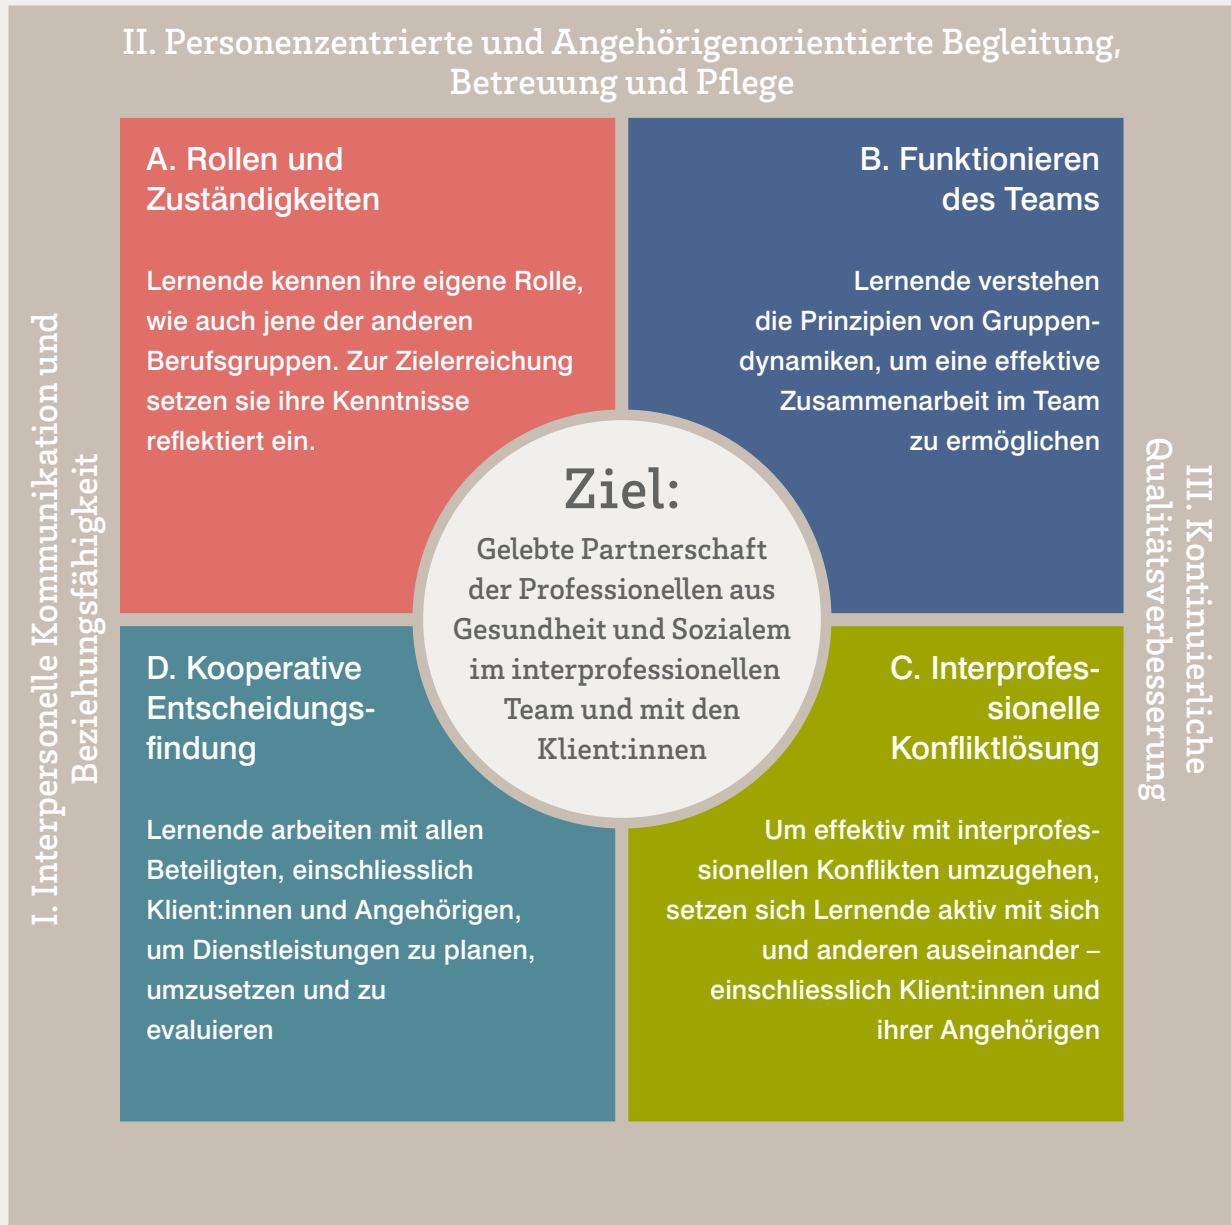 II. Personenzentrierte und Angehörigenorientierte Begleitung,
Betreuung und Pflege
I. Interpersonelle Kommunikation und
Beziehungsfähigkeit
A. Rollen und
Zuständigkeiten
Lernende kennen ihre eigene Rolle,
wie auch jene der anderen
Berufsgruppen. Zur Zielerreichung
setzen sie ihre Kenntnisse
reflektiert ein.
B. Funktionieren
des Teams
Lernende verstehen
die Prinzipien von Gruppen-
dynamiken, um eine effektive
Zusammenarbeit im Team
zu ermöglichen
Ziel:
Gelebte Partnerschaft
der Professionellen aus
Gesundheit und Sozialem
im interprofessionellen
Team und mit den
Klient:innen
D. Kooperative
Entscheidungs-
findung
Lernende arbeiten mit allen
Beteiligten, einschliesslich
Klient:innen und Angehörigen,
um Dienstleistungen zu planen,
umzusetzen und zu
evaluieren
C. Interprofes-
sionelle
Konfliktlösung
Um effektiv mit interprofes-
sionellen Konflikten umzugehen,
setzen sich Lernende aktiv mit sich
und anderen auseinander –
einschliesslich Klient:innen und
ihrer Angehörigen
III. Kontinuierliche
Qualitätsverbesserung